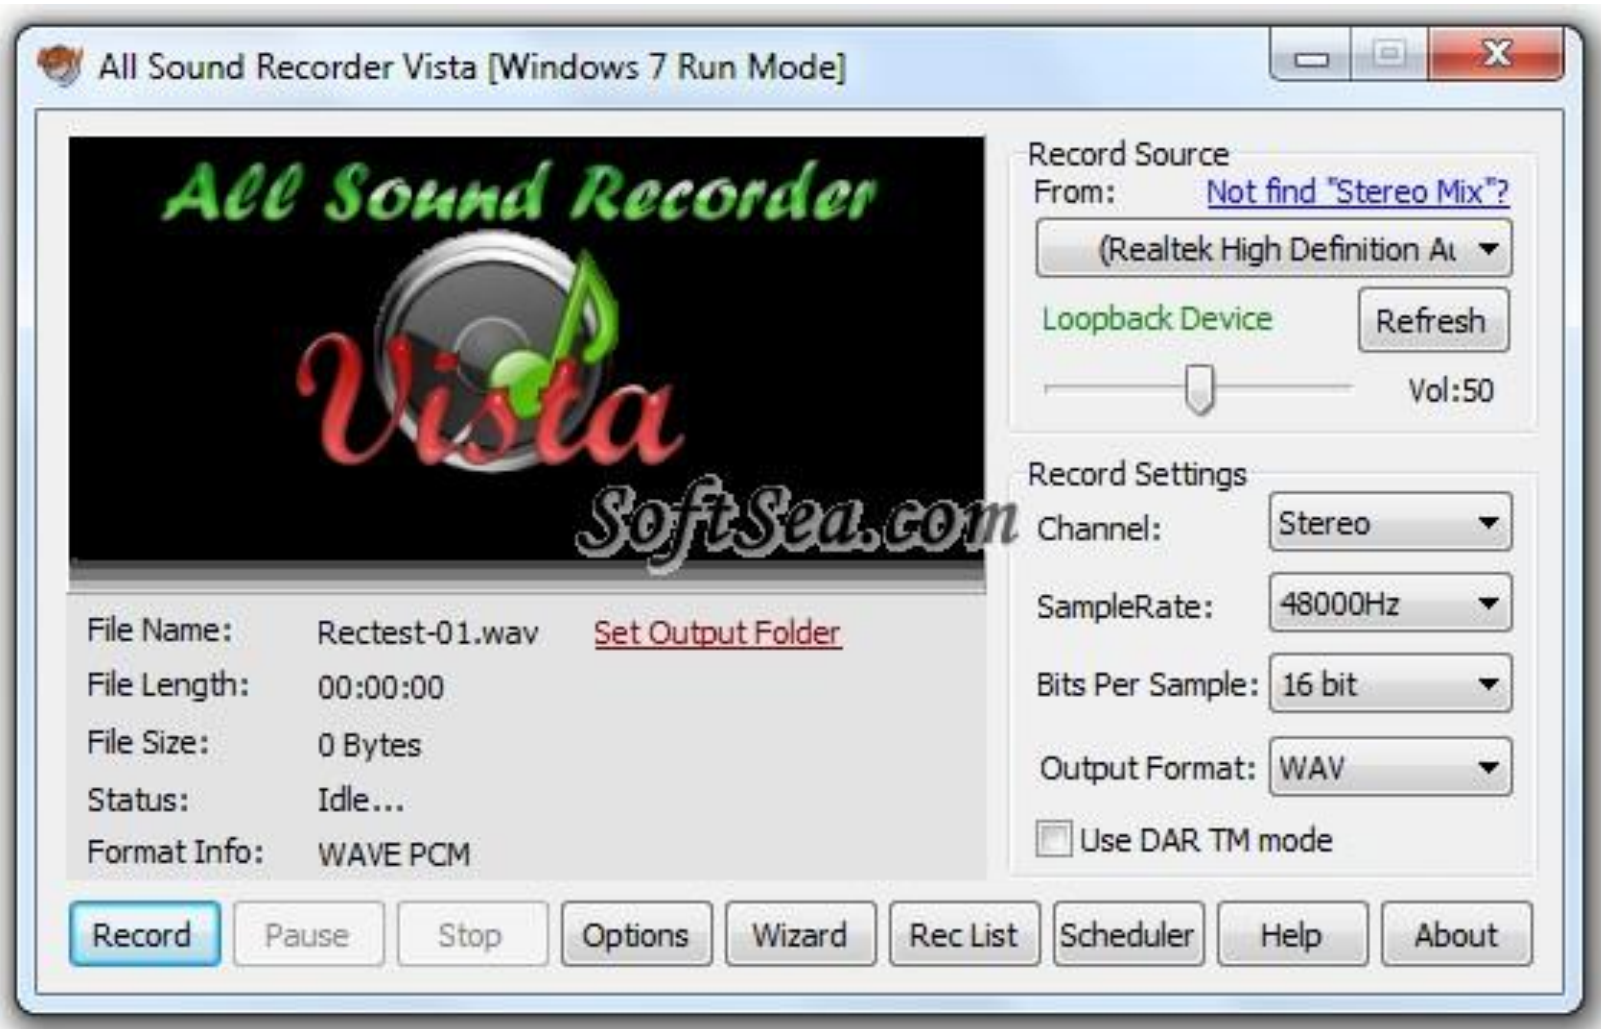 All Sound Recorder Vista [Windows 7 Run Mode]
All Sound Recorder
Vista
SoftSea.com
File Name: Rectest-01.wav Set Output Folder
File Length: 00:00:00
File Size: 0 Bytes
Status: Idle...
Format Info: WAVE PCM
Record Source
From: Not find "Stereo Mix"?
(Realtek High Definition Au
Loopback Device Refresh
Vol:50
Record Settings
Channel: Stereo
SampleRate: 48000Hz
Bits Per Sample: 16 bit
Output Format: WAV
Use DAR TM mode
Record Pause Stop Options Wizard Rec List Scheduler Help About